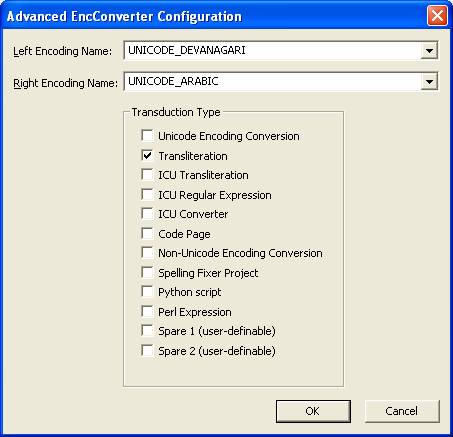 Advanced EncConverter Configuration
Left Encoding Name: UNICODE_DEVANAGARI
Right Encoding Name: UNICODE_ARABIC
Transduction Type
Unicode Encoding Conversion
Transliteration
ICU Transliteration
ICU Regular Expression
ICU Converter
Code Page
Non-Unicode Encoding Conversion
Spelling Fixer Project
Python script
Perl Expression
Spare 1 (user-definable)
Spare 2 (user-definable)
OK Cancel